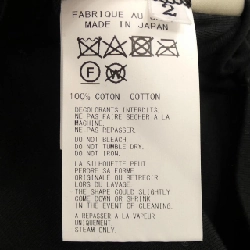 2
FABRIQUE AU
MADE IN JAPAN
F W
100% COTON COTTON
DECOLORANTS INTERDITS
NE PAS FAIRE SECHER A LA
MACHINE.
NE PAS REPASSER.
DO NOT BLEACH
DO NOT TUMBLE DRY.
DO NOT IRON.
LA SILHOUETTE PEUT
PERDRE SA FORME
ORIGINALE OU RETRECIR
LORS DU LAVAGE.
THE SHAPE COULD SLIGHTLY
COME DOWN OR SHRINK
IN THE EVENT OF CLEANING.
A REPASSER A LA VAPEUR
UNIQUEMENT
STEAM ONLY.